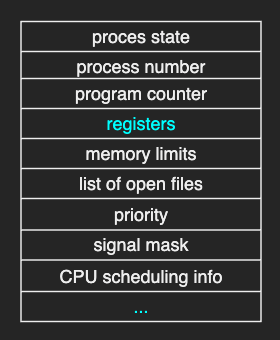 proces state
process number
program counter
registers
memory limits
list of open files
priority
signal mask
CPU scheduling info
...